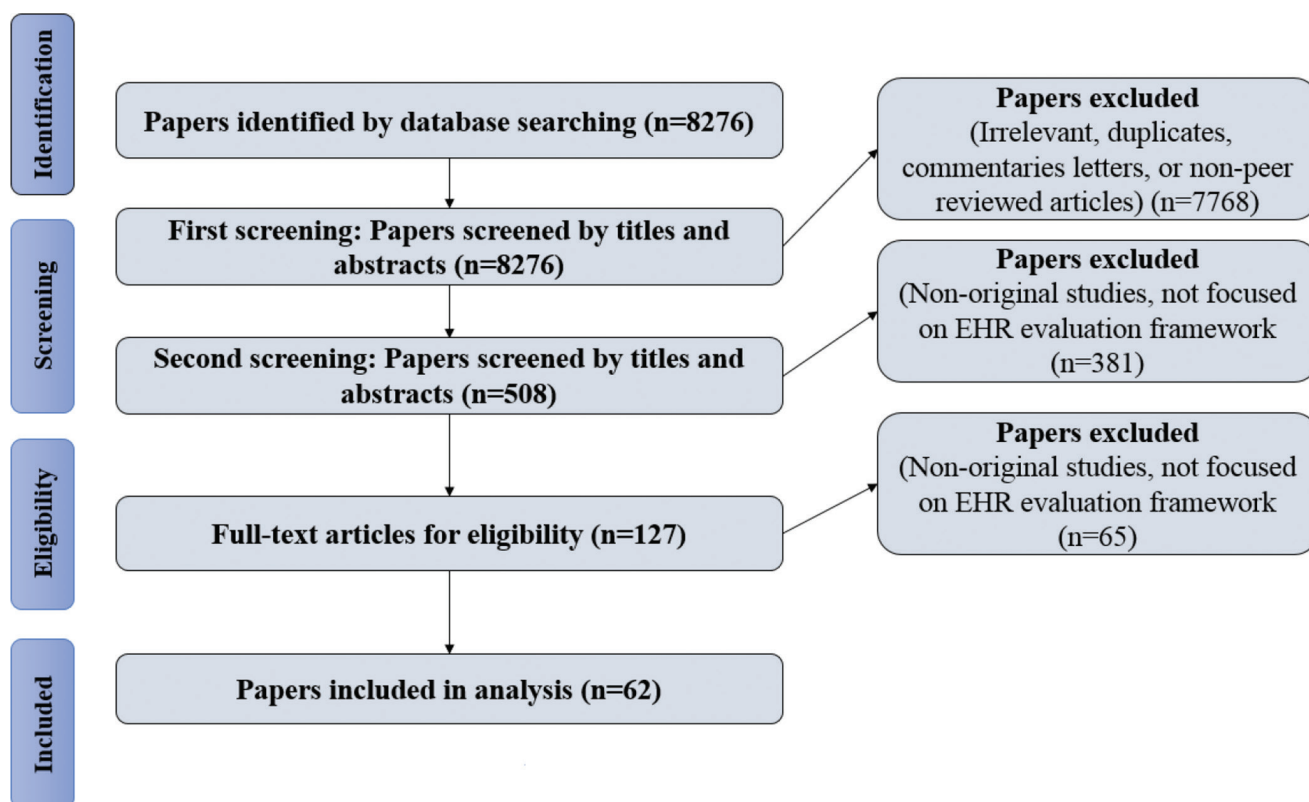 Identification
Papers identified by database searching (n=8276)
Papers excluded
(Irrelevant, duplicates,
commentaries letters, or non-peer
reviewed articles) (n=7768)
Screening
First screening: Papers screened by titles and
abstracts (n=8276)
Papers excluded
(Non-original studies, not focused
on EHR evaluation framework
(n=381)
Second screening: Papers screened by titles and
abstracts (n=508)
Eligibility
Full-text articles for eligibility (n=127)
Papers excluded
(Non-original studies, not focused
on EHR evaluation framework
(n=65)
Included
Papers included in analysis (n=62)